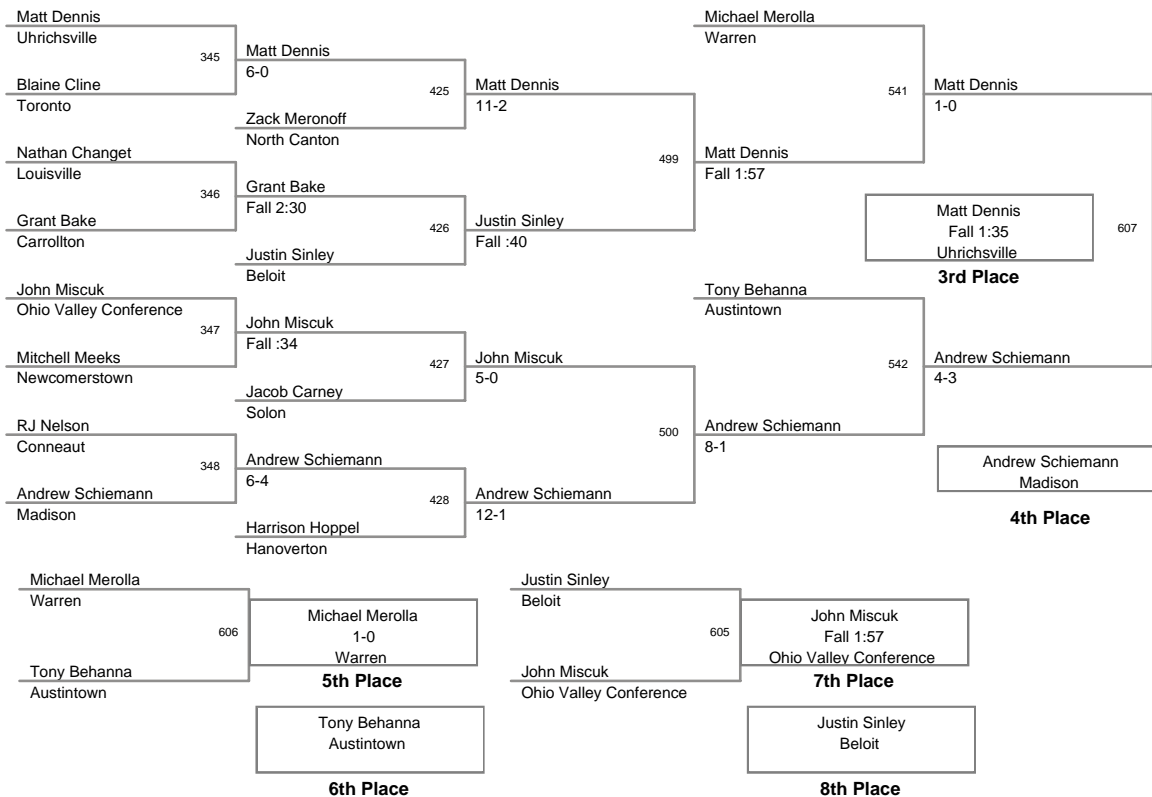 Matt Dennis
Uhrichsville
345
Blaine Cline
Toronto
Nathan Changet
Louisville
346
Grant Bake
Carrollton
John Miscuk
Ohio Valley Conference
347
Mitchell Meeks
Newcomerstown
RJ Nelson
Conneaut
348
Andrew Schiemann
Madison
Matt Dennis
6-0
425
Zack Meronoff
North Canton
Grant Bake
Fall 2:30
426
Justin Sinley
Beloit
John Miscuk
Fall :34
427
Jacob Carney
Solon
Andrew Schiemann
6-4
428
Harrison Hoppel
Hanoverton
Matt Dennis
11-2
499
Justin Sinley
Fall :40
John Miscuk
5-0
500
Andrew Schiemann
12-1
Michael Merolla
Warren
541
Matt Dennis
Fall 1:57
Tony Behanna
Austintown
542
Andrew Schiemann
8-1
Matt Dennis
1-0
607
Andrew Schiemann
4-3
Matt Dennis
Fall 1:35
Uhrichsville
3rd Place
Andrew Schiemann
Madison
4th Place
Michael Merolla
Warren
606
Tony Behanna
Austintown
Michael Merolla
1-0
Warren
5th Place
Tony Behanna
Austintown
6th Place
Justin Sinley
Beloit
605
John Miscuk
Ohio Valley Conference
John Miscuk
Fall 1:57
Ohio Valley Conference
7th Place
Justin Sinley
Beloit
8th Place